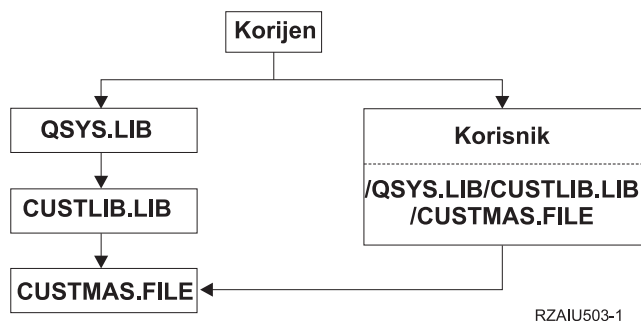 Korijen
QSYS.LIB
CUSTLIB.LIB
CUSTMAS.FILE
Korisnik
/QSYS.LIB/CUSTLIB.LIB
/CUSTMAS.FILE
RZAIU503-1